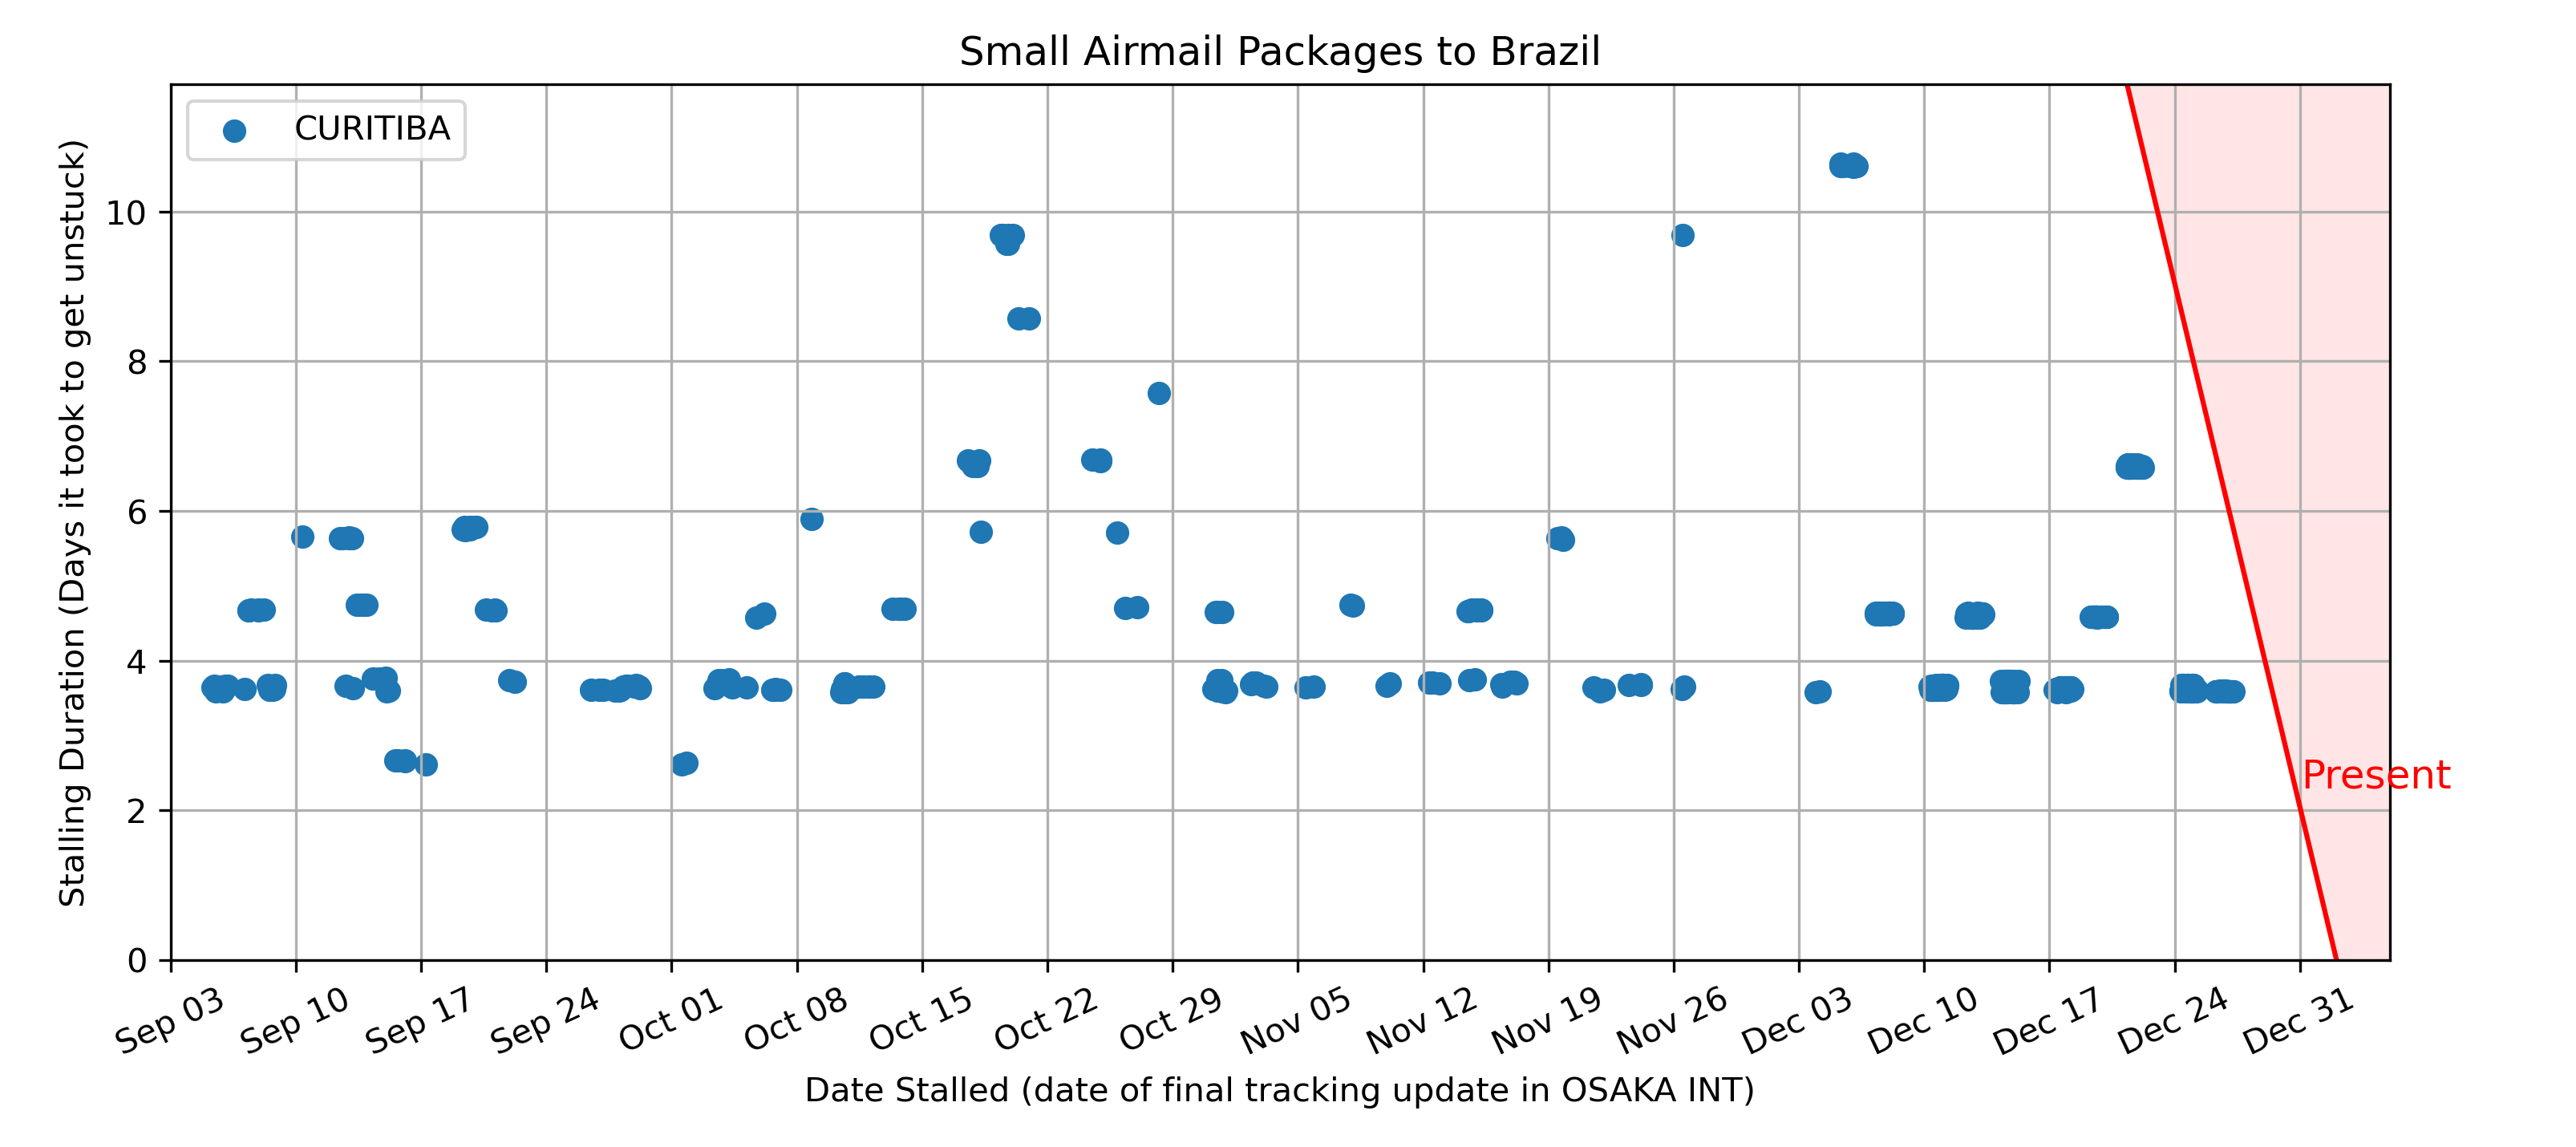 Small Airmail Packages to Brazil
CURITIBA
Stalling Duration (Days it took to get unstuck)
10
8
6
4
2
0
Present
Sep 03
Sep 10
Sep 17
Sep 24
Oct 01
Oct 08
Oct 15
Oct 22
Oct 29
Nov 05
Nov 12
Nov 19
Nov 26
Dec 03
Dec 10
Dec 17
Dec 24
Dec 31
Date Stalled (date of final tracking update in OSAKA INT)